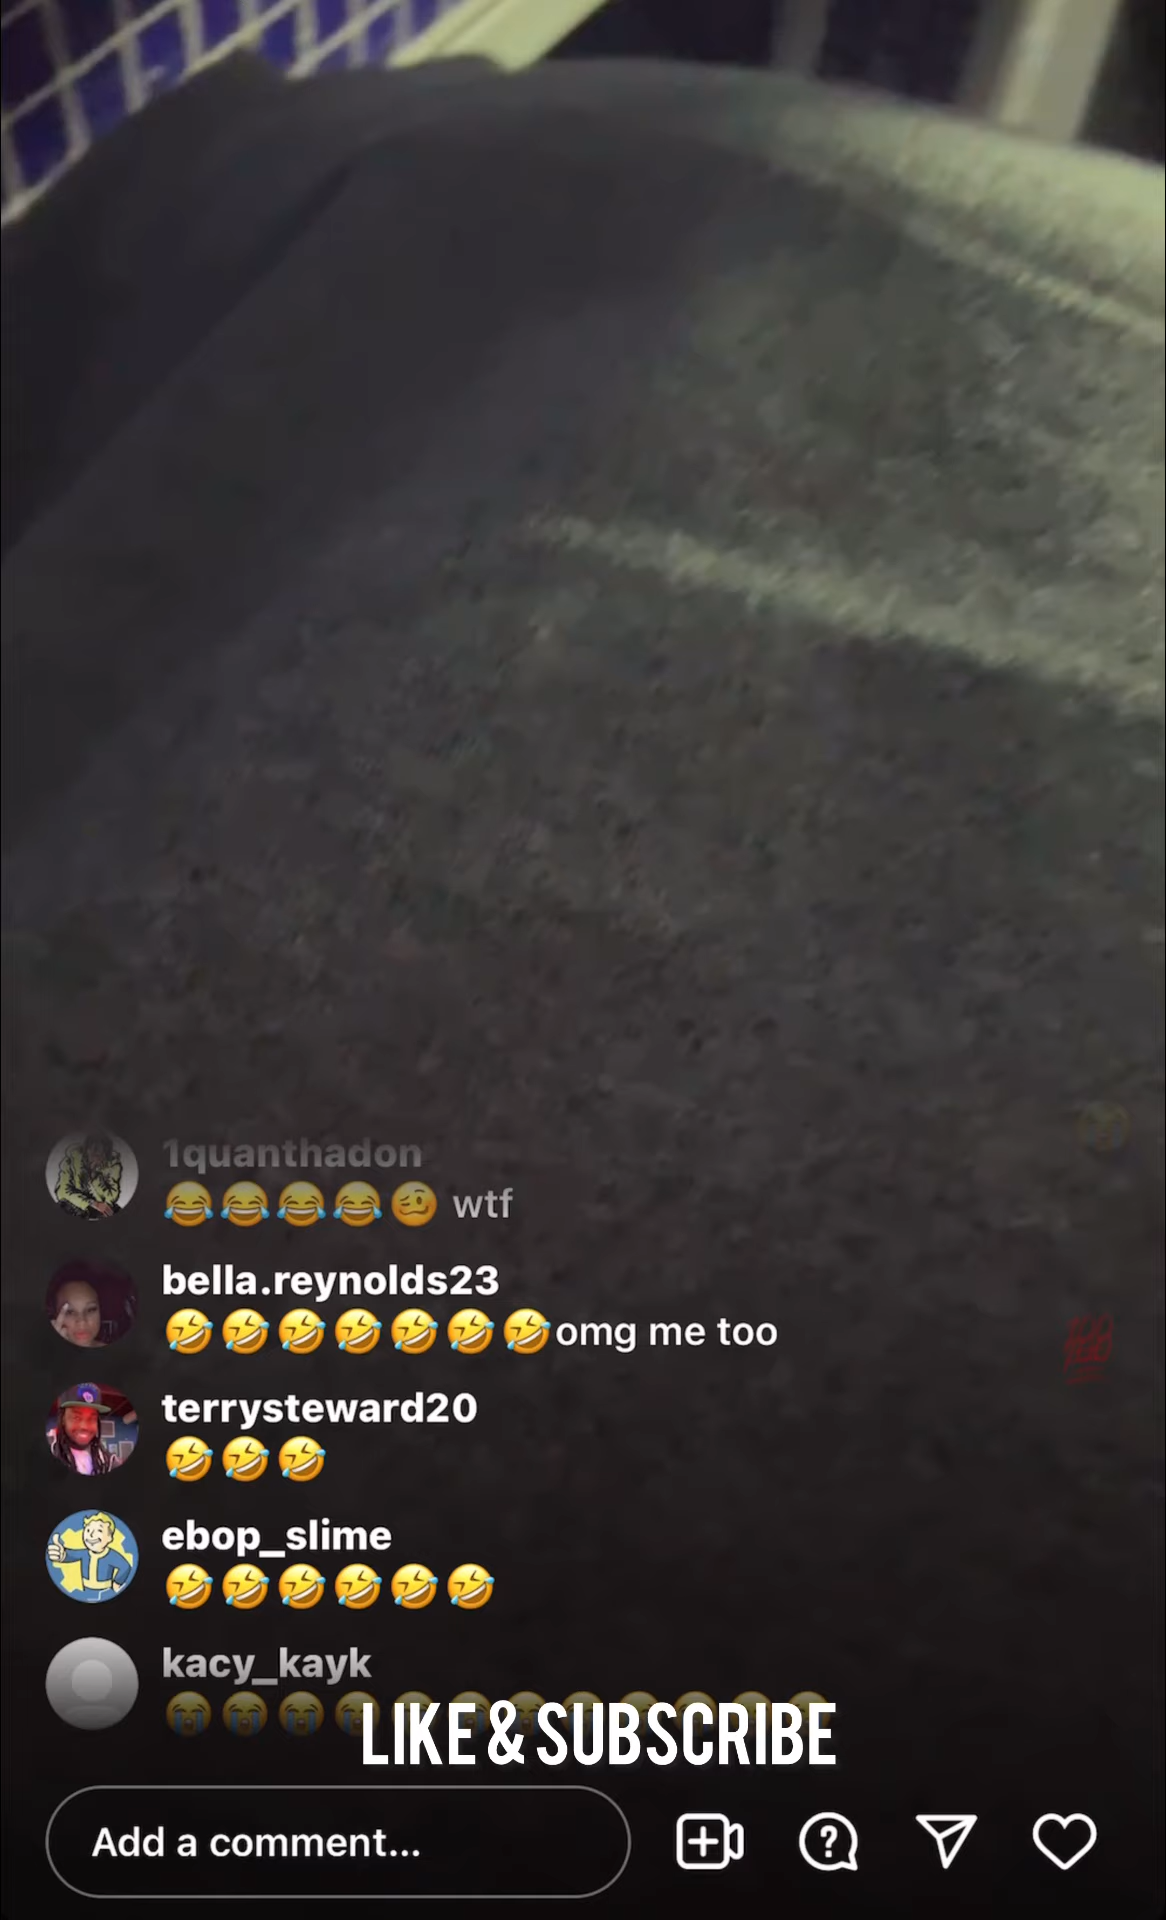 1quanthadon
😂😂😂😂🥴 wtf
bella.reynolds23
🤣🤣🤣🤣🤣🤣🤣omg me too
terrysteward20
🤣🤣🤣
ebop_slime
🤣🤣🤣🤣🤣🤣
kacy_kayk
😭😭😭😭😭😭😭😭😭😭😭😭
LIKE & SUBSCRIBE
Add a comment...